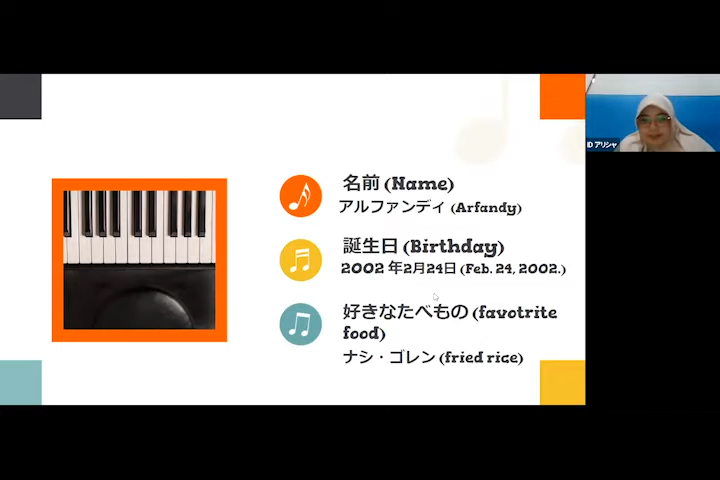 名前 (Name)
アルファンディ (Arfandy)
誕生日 (Birthday)
2002 年2月24日 (Feb. 24, 2002.)
好きなたべもの (favotrite
food)
ナシ・ゴレン (fried rice)
ID アリシャ